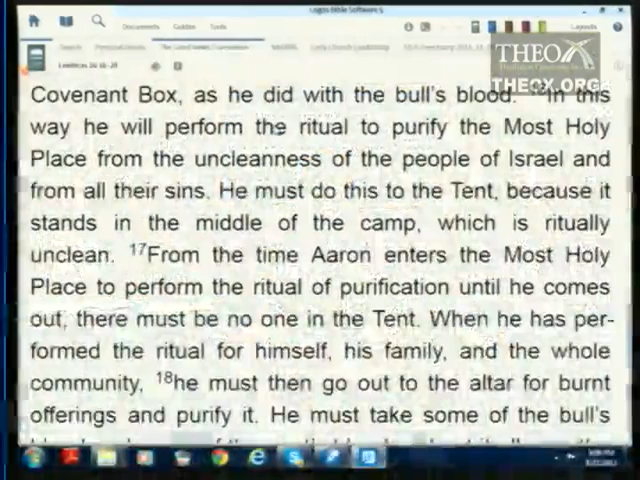 Logos Bible Software 5
Documents Guides Tools
Layouts
THEOX
THEOX.ORG
Covenant Box, as he did with the bull's blood. In this
way he will perform the ritual to purify the Most Holy
Place from the uncleanness of the people of Israel and
from all their sins. He must do this to the Tent, because it
stands in the middle of the camp, which is ritually
unclean. 17From the time Aaron enters the Most Holy
Place to perform the ritual of purification until he comes
out, there must be no one in the Tent. When he has per-
formed the ritual for himself, his family, and the whole
community, 18he must then go out to the altar for burnt
offerings and purify it. He must take some of the bull's